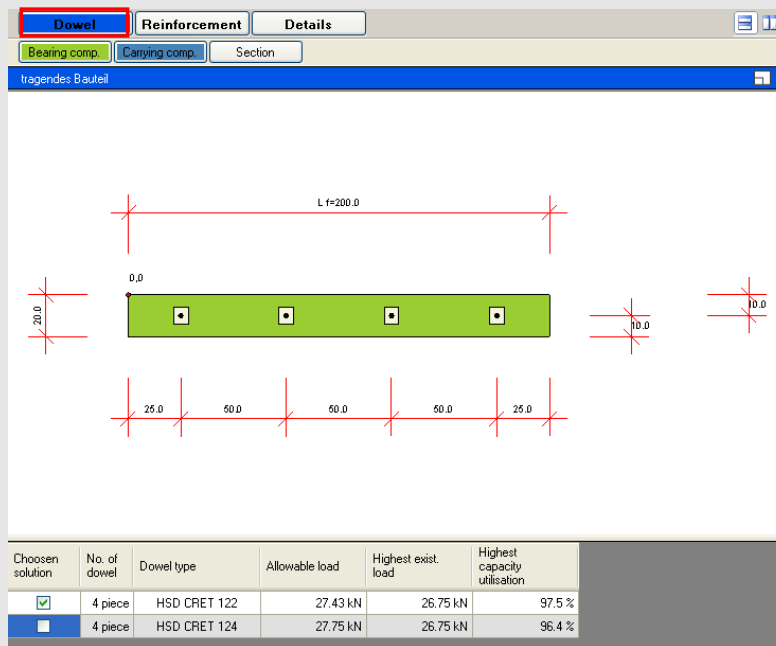 Dowel Reinforcement Details
Bearing comp. Carrying comp. Section
tragendes Bauteil
L f=200.0
0,0
20.0
10.0
10.0
25.0 50.0 50.0 50.0 25.0
Choosen solution No. of dowel Dowel type Allowable load Highest exist. load Highest capacity utilisation
4 piece HSD CRET 122 27.43 kN 26.75 kN 97.5 %
4 piece HSD CRET 124 27.75 kN 26.75 kN 96.4 %